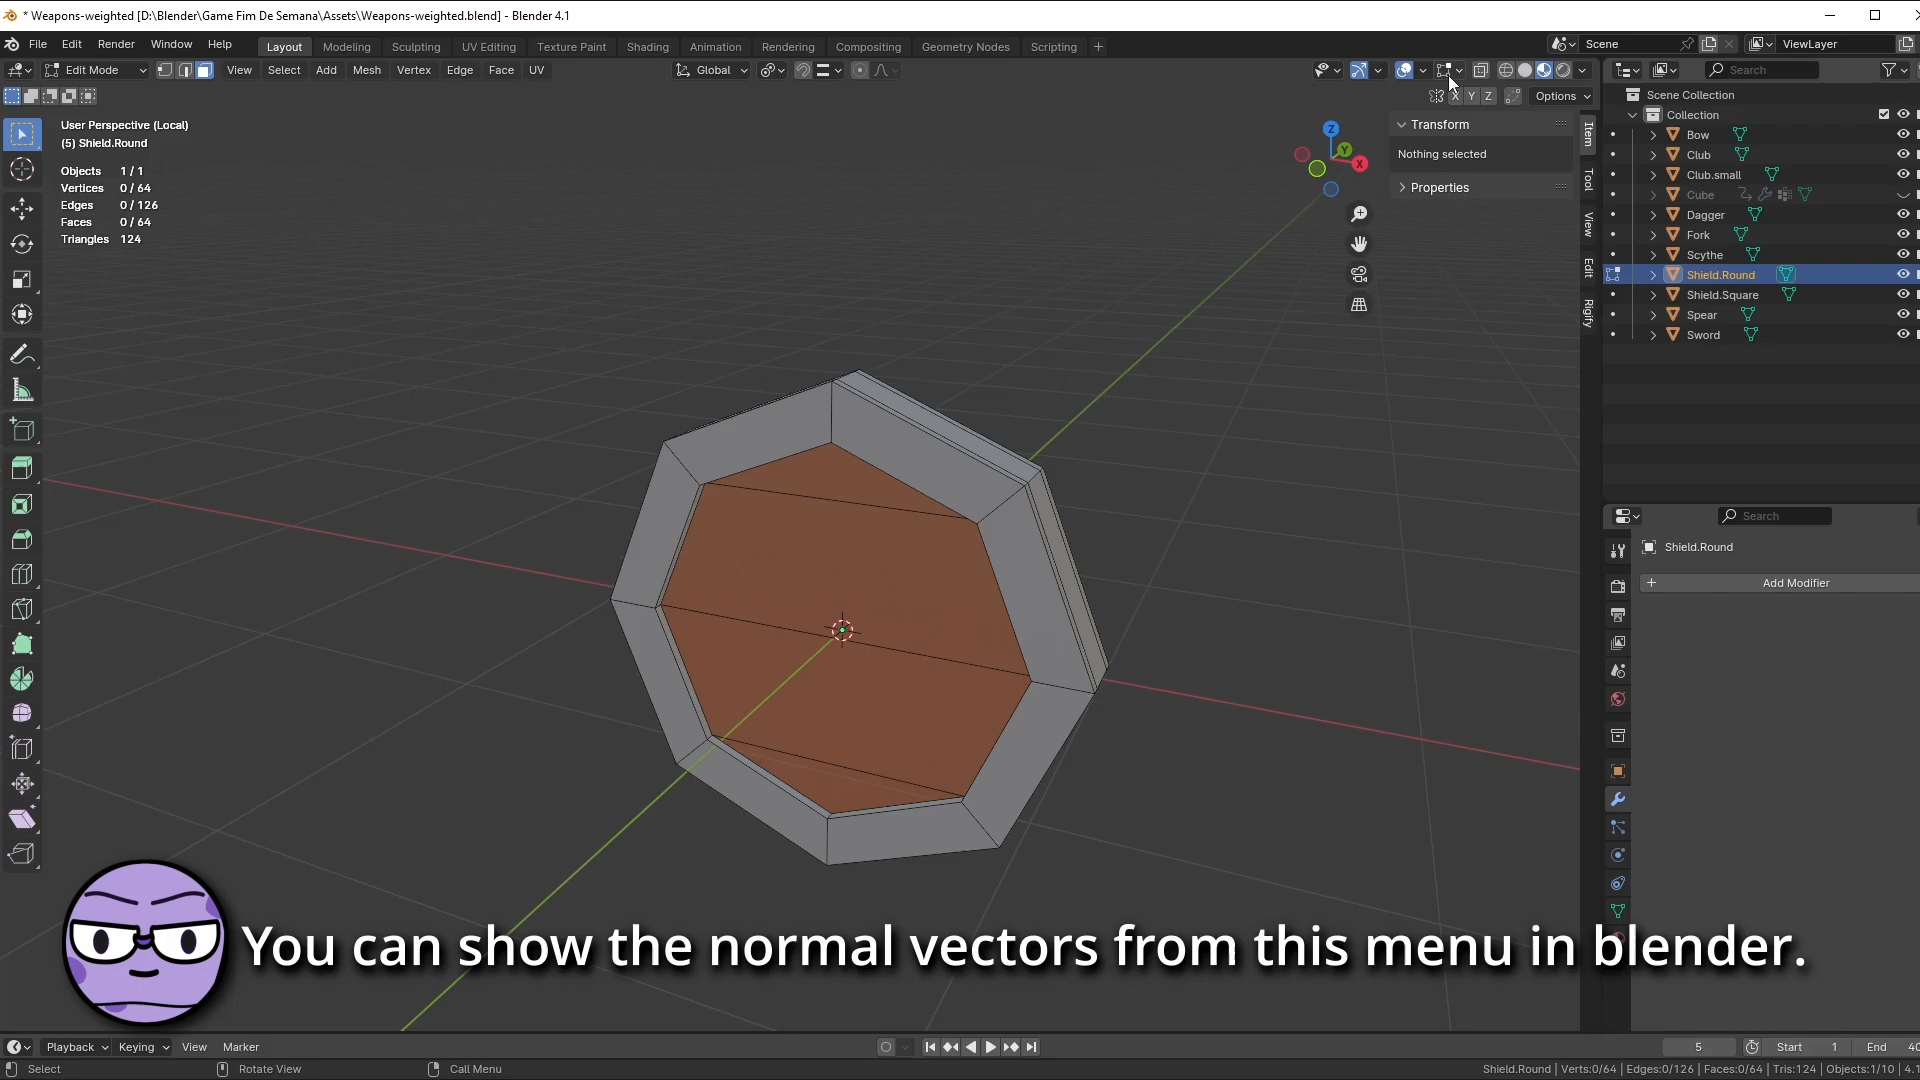 * Weapons-weighted [D:\Blender\Game Fim De Semana\Assets\Weapons-weighted.blend] - Blender 4.1
File Edit Render Window Help Layout Modeling Sculpting UV Editing Texture Paint Shading Animation Rendering Compositing Geometry Nodes Scripting + Scene ViewLayer
Edit Mode View Select Add Mesh Vertex Edge Face UV Global Search
X Y Z Options
User Perspective (Local)
(5) Shield.Round
Objects 1 / 1
Vertices 0 / 64
Edges 0 / 126
Faces 0 / 64
Triangles 124
Z
Y
X
Transform
Nothing selected
Properties
Item
Tool
View
Edit
Rigify
Scene Collection
Collection
Bow
Club
Club.small
Cube
Dagger
Fork
Scythe
Shield.Round
Shield.Square
Spear
Sword
Search
Shield.Round
+ Add Modifier
You can show the normal vectors from this menu in blender.
Playback Keying View Marker 5 Start 1 End 40
Select Rotate View Call Menu Shield.Round | Verts:0/64 | Edges:0/126 | Faces:0/64 | Tris:124 | Objects:1/10 | 4.1